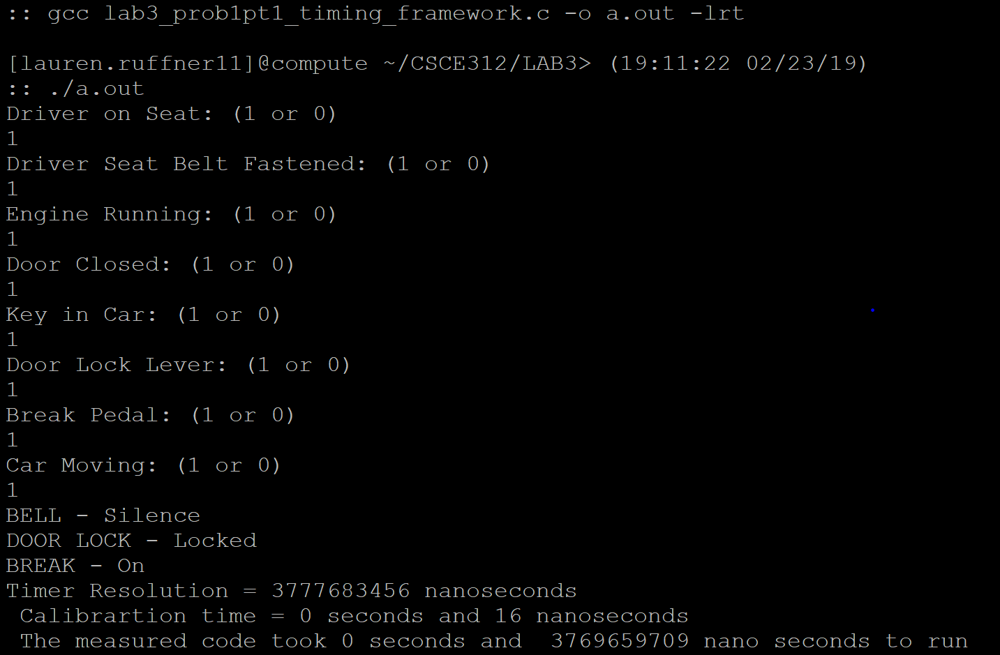 :: gcc lab3_prob1pt1_timing_framework.c -o a.out -lrt
[lauren.ruffner11]@compute ~/CSCE312/LAB3> (19:11:22 02/23/19)
:: ./a.out
Driver on Seat: (1 or 0)
1
Driver Seat Belt Fastened: (1 or 0)
1
Engine Running: (1 or 0)
1
Door Closed: (1 or 0)
1
Key in Car: (1 or 0)
1
Door Lock Lever: (1 or 0)
1
Break Pedal: (1 or 0)
1
Car Moving: (1 or 0)
1
BELL - Silence
DOOR LOCK - Locked
BREAK - On
Timer Resolution = 3777683456 nanoseconds
 Calibrartion time = 0 seconds and 16 nanoseconds
 The measured code took 0 seconds and  3769659709 nano seconds to run